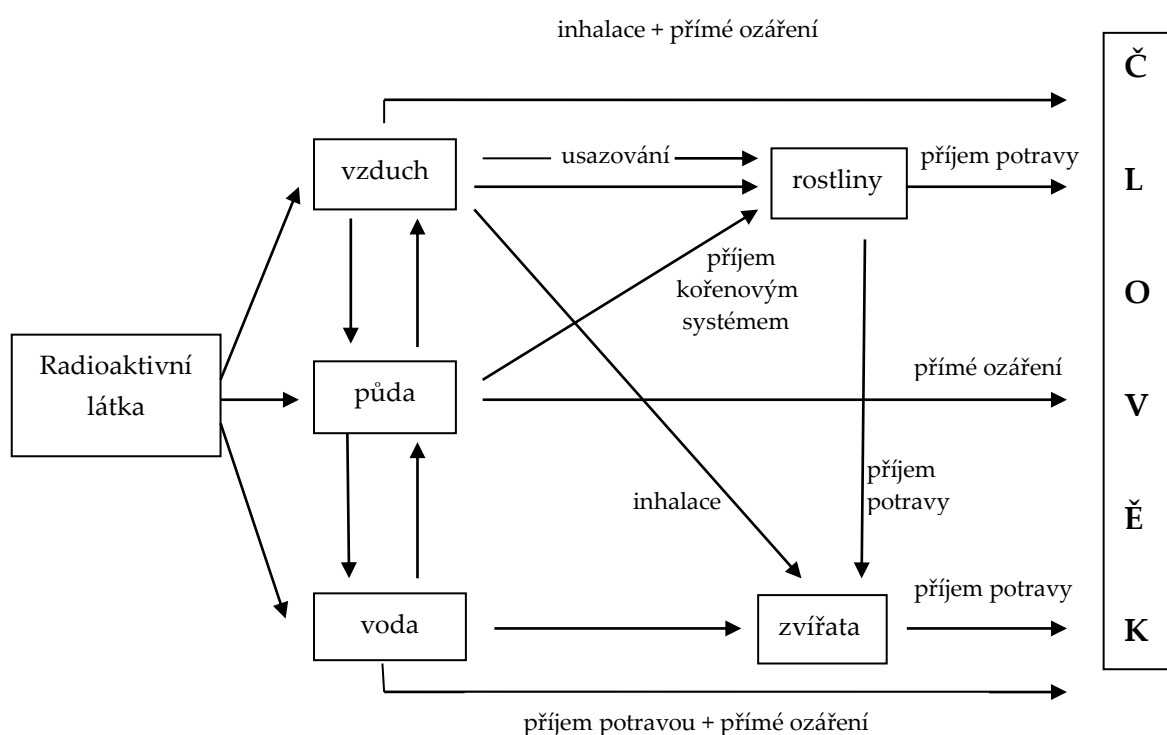 inhalace + přímé ozáření
Č
vzduch
usazování
rostliny
příjem potravy
L
příjem
kořenovým
systémem
O
Radioaktivní
látka
půda
přímé ozáření
V
inhalace
příjem
potravy
Ě
voda
zvířata
příjem potravy
K
příjem potravou + přímé ozáření